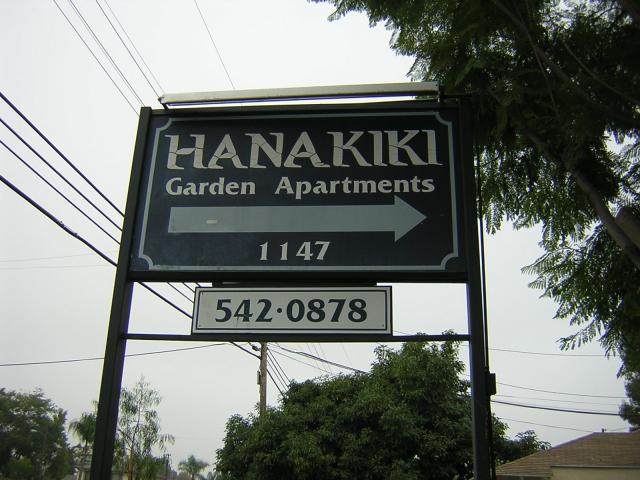 HANAKIKI
Garden Apartments
1147
542·0878